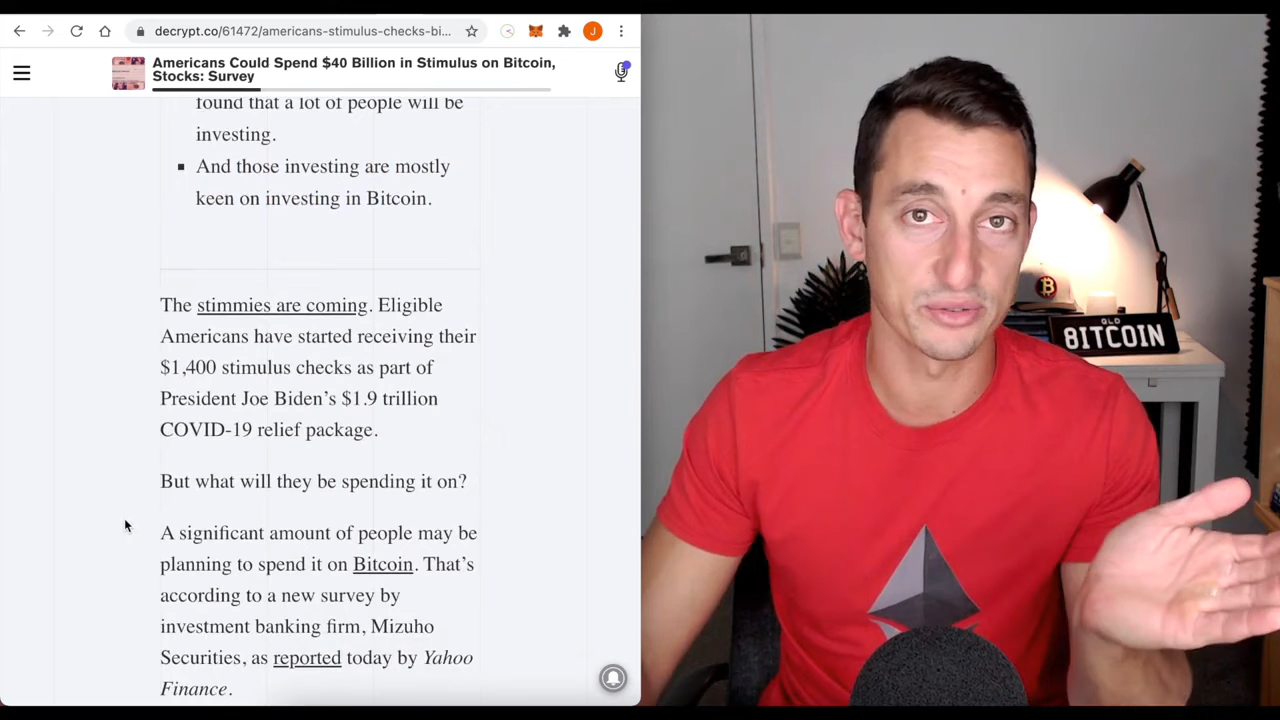 decrypt.co/61472/americans-stimulus-checks-bi...
J
Americans Could Spend $40 Billion in Stimulus on Bitcoin,
Stocks: Survey
found that a lot of people will be
investing.
And those investing are mostly
keen on investing in Bitcoin.
The stimmies are coming. Eligible
Americans have started receiving their
$1,400 stimulus checks as part of
President Joe Biden’s $1.9 trillion
COVID-19 relief package.
But what will they be spending it on?
A significant amount of people may be
planning to spend it on Bitcoin. That’s
according to a new survey by
investment banking firm, Mizuho
Securities, as reported today by Yahoo
Finance.
QLD
8ITCOIN